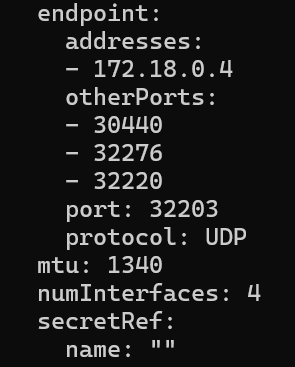 endpoint:
  addresses:
  - 172.18.0.4
  otherPorts:
  - 30440
  - 32276
  - 32220
  port: 32203
  protocol: UDP
mtu: 1340
numInterfaces: 4
secretRef:
  name: ""